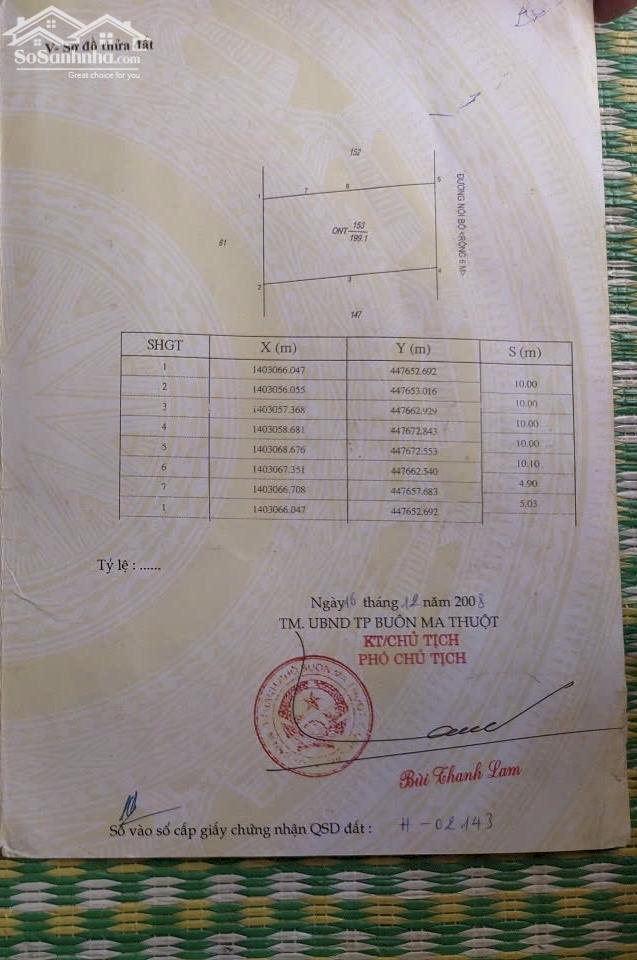 SoSanhnha.com
Great choice for you
V- Sơ đồ thửa đất
152
1 7 6 5
ĐƯỜNG NỘI BỘ <RỘNG 6 M>
81
ONT 153
199.1
2 3 4
147
SHGT X (m) Y (m) S (m)
1 1403066.047 447652.692
10.00
2 1403056.055 447653.016
10.00
3 1403057.368 447662.929
10.00
4 1403058.681 447672.843
10.00
5 1403068.676 447672.553
10.10
6 1403067.351 447662.540
4.90
7 1403066.708 447657.683
5.03
1 1403066.047 447652.692
Tỷ lệ : ......
Ngày 16 tháng 12 năm 2008
TM. UBND TP BUÔN MA THUỘT
KT/CHỦ TỊCH
PHÓ CHỦ TỊCH
Bùi Thanh Lam
Số vào sổ cấp giấy chứng nhận QSD đất : H - 02143